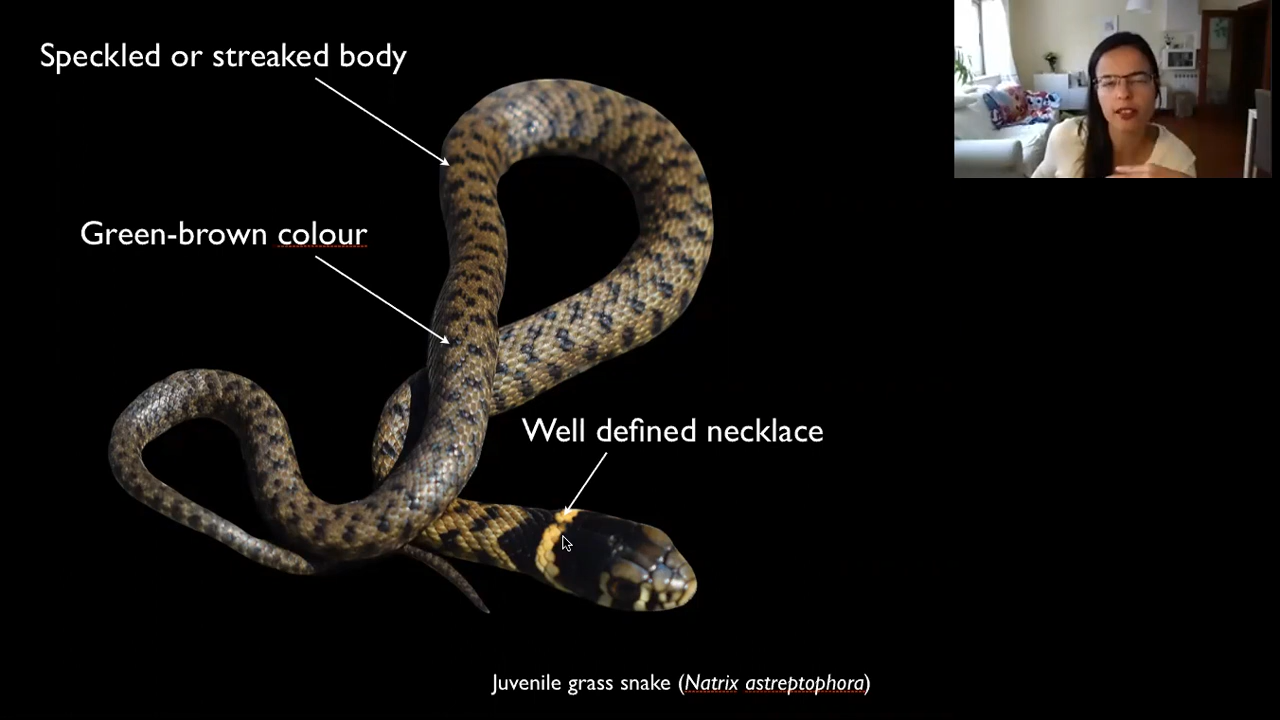 Speckled or streaked body
Green-brown colour
Well defined necklace
Juvenile grass snake (Natrix astreptophora)